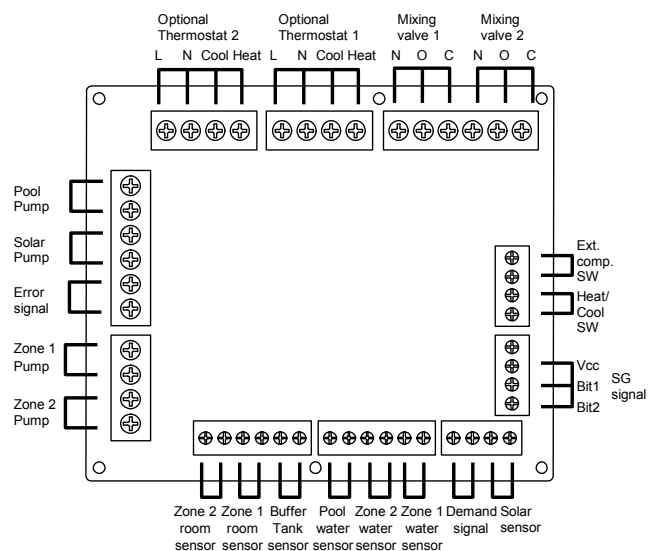 Optional
Thermostat 2
Optional
Thermostat 1
Mixing
valve 1
Mixing
valve 2
L N Cool Heat
L N Cool Heat
N O C
N O C
Pool
Pump
Solar
Pump
Error
signal
Zone 1
Pump
Zone 2
Pump
Ext.
comp.
SW
Heat/
Cool
SW
Vcc
Bit1
Bit2
SG
signal
Zone 2
room
sensor
Zone 1
room
sensor
Buffer
Tank
sensor
Pool
water
sensor
Zone 2
water
sensor
Zone 1
water
sensor
Demand
signal
Solar
sensor